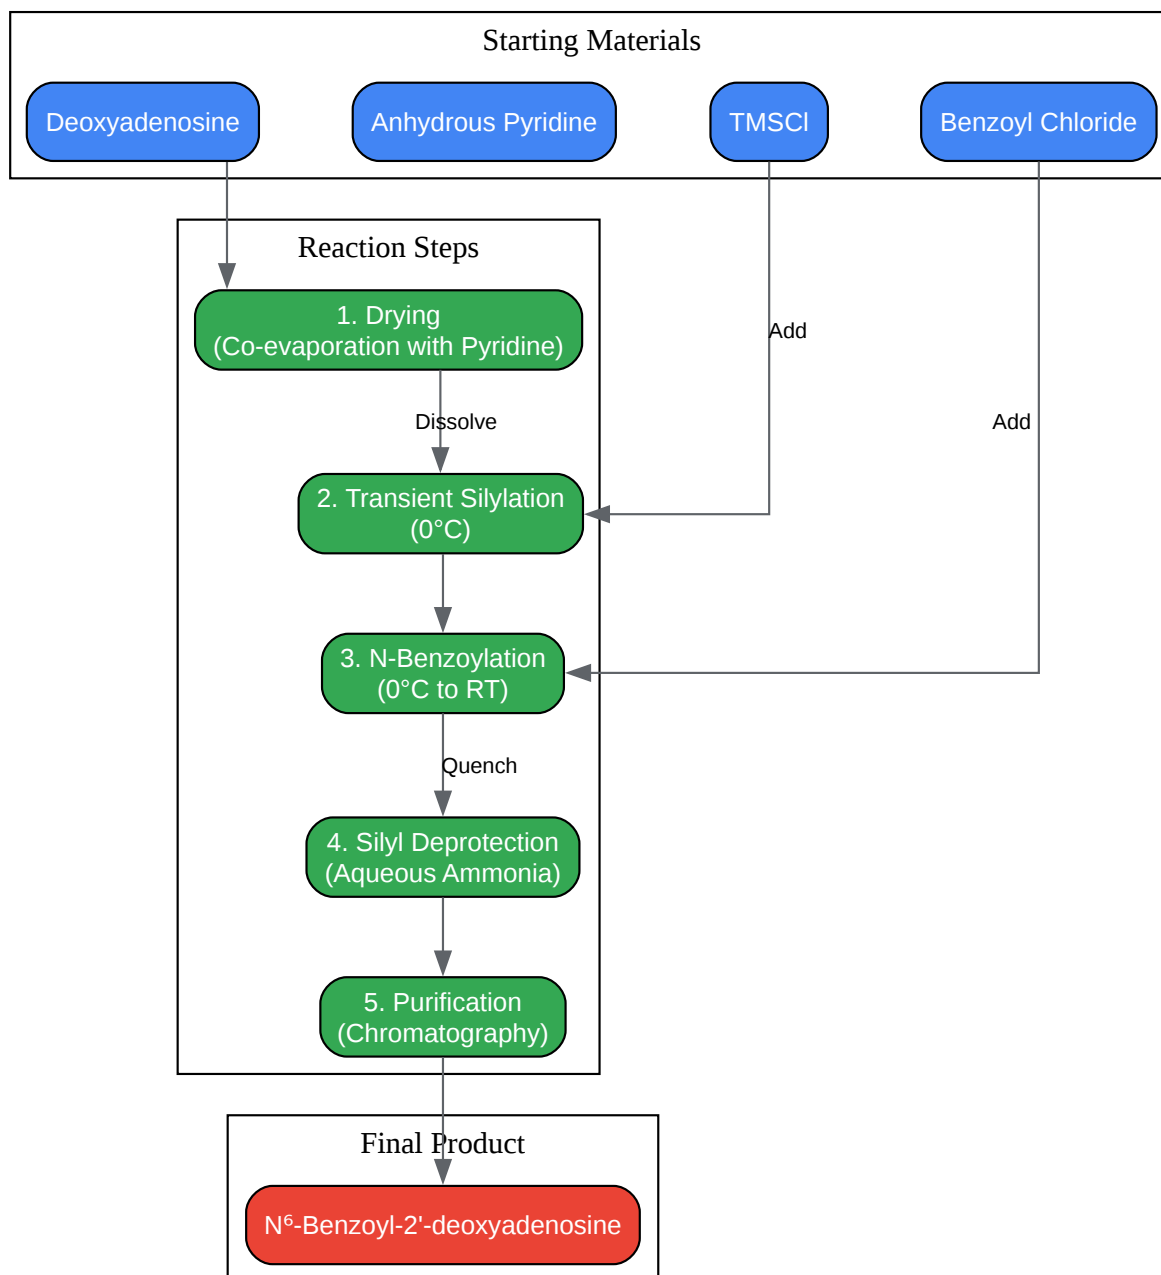 Starting Materials
Deoxyadenosine
Anhydrous Pyridine
TMSCl
Benzoyl Chloride
Reaction Steps
1. Drying
(Co-evaporation with Pyridine)
Add
Dissolve
Add
2. Transient Silylation
(0°C)
3. N-Benzoylation
(0°C to RT)
Quench
4. Silyl Deprotection
(Aqueous Ammonia)
5. Purification
(Chromatography)
Final Product
N⁶-Benzoyl-2'-deoxyadenosine